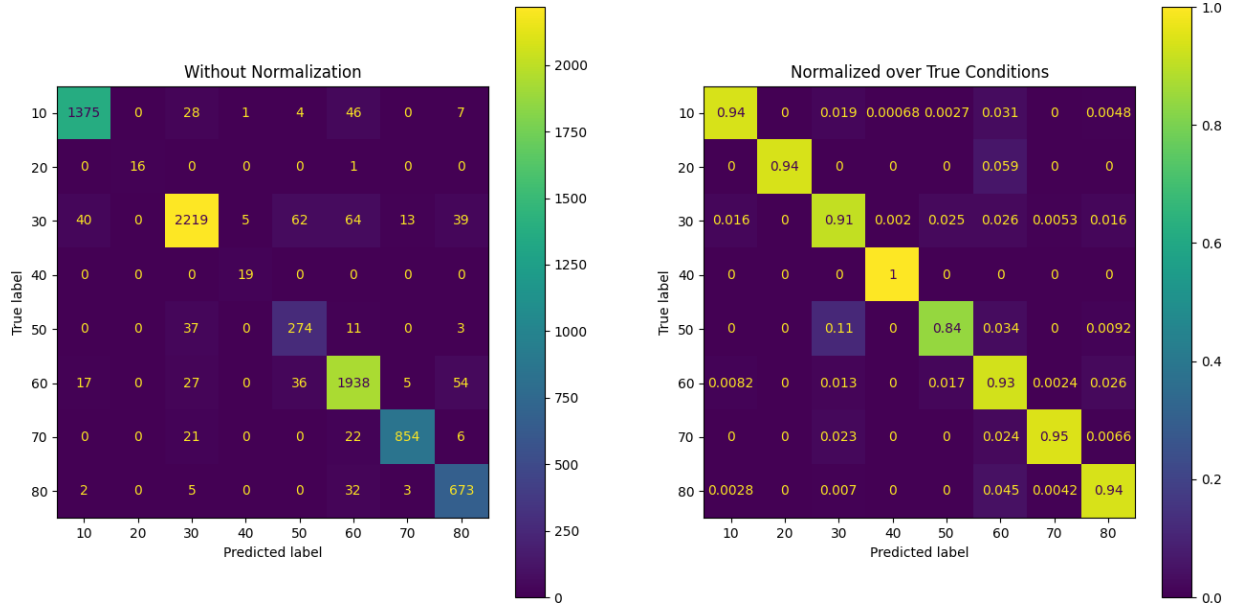 Without Normalization
True label
10 1375 0 28 1 4 46 0 7
20 0 16 0 0 0 1 0 0
30 40 0 2219 5 62 64 13 39
40 0 0 0 19 0 0 0 0
50 0 0 37 0 274 11 0 3
60 17 0 27 0 36 1938 5 54
70 0 0 21 0 0 22 854 6
80 2 0 5 0 0 32 3 673
10 20 30 40 50 60 70 80
Predicted label
2000
1750
1500
1250
1000
750
500
250
0
Normalized over True Conditions
True label
10 0.94 0 0.019 0.00068 0.0027 0.031 0 0.0048
20 0 0.94 0 0 0 0.059 0 0
30 0.016 0 0.91 0.002 0.025 0.026 0.0053 0.016
40 0 0 0 1 0 0 0 0
50 0 0 0.11 0 0.84 0.034 0 0.0092
60 0.0082 0 0.013 0 0.017 0.93 0.0024 0.026
70 0 0 0.023 0 0 0.024 0.95 0.0066
80 0.0028 0 0.007 0 0 0.045 0.0042 0.94
10 20 30 40 50 60 70 80
Predicted label
1.0
0.8
0.6
0.4
0.2
0.0